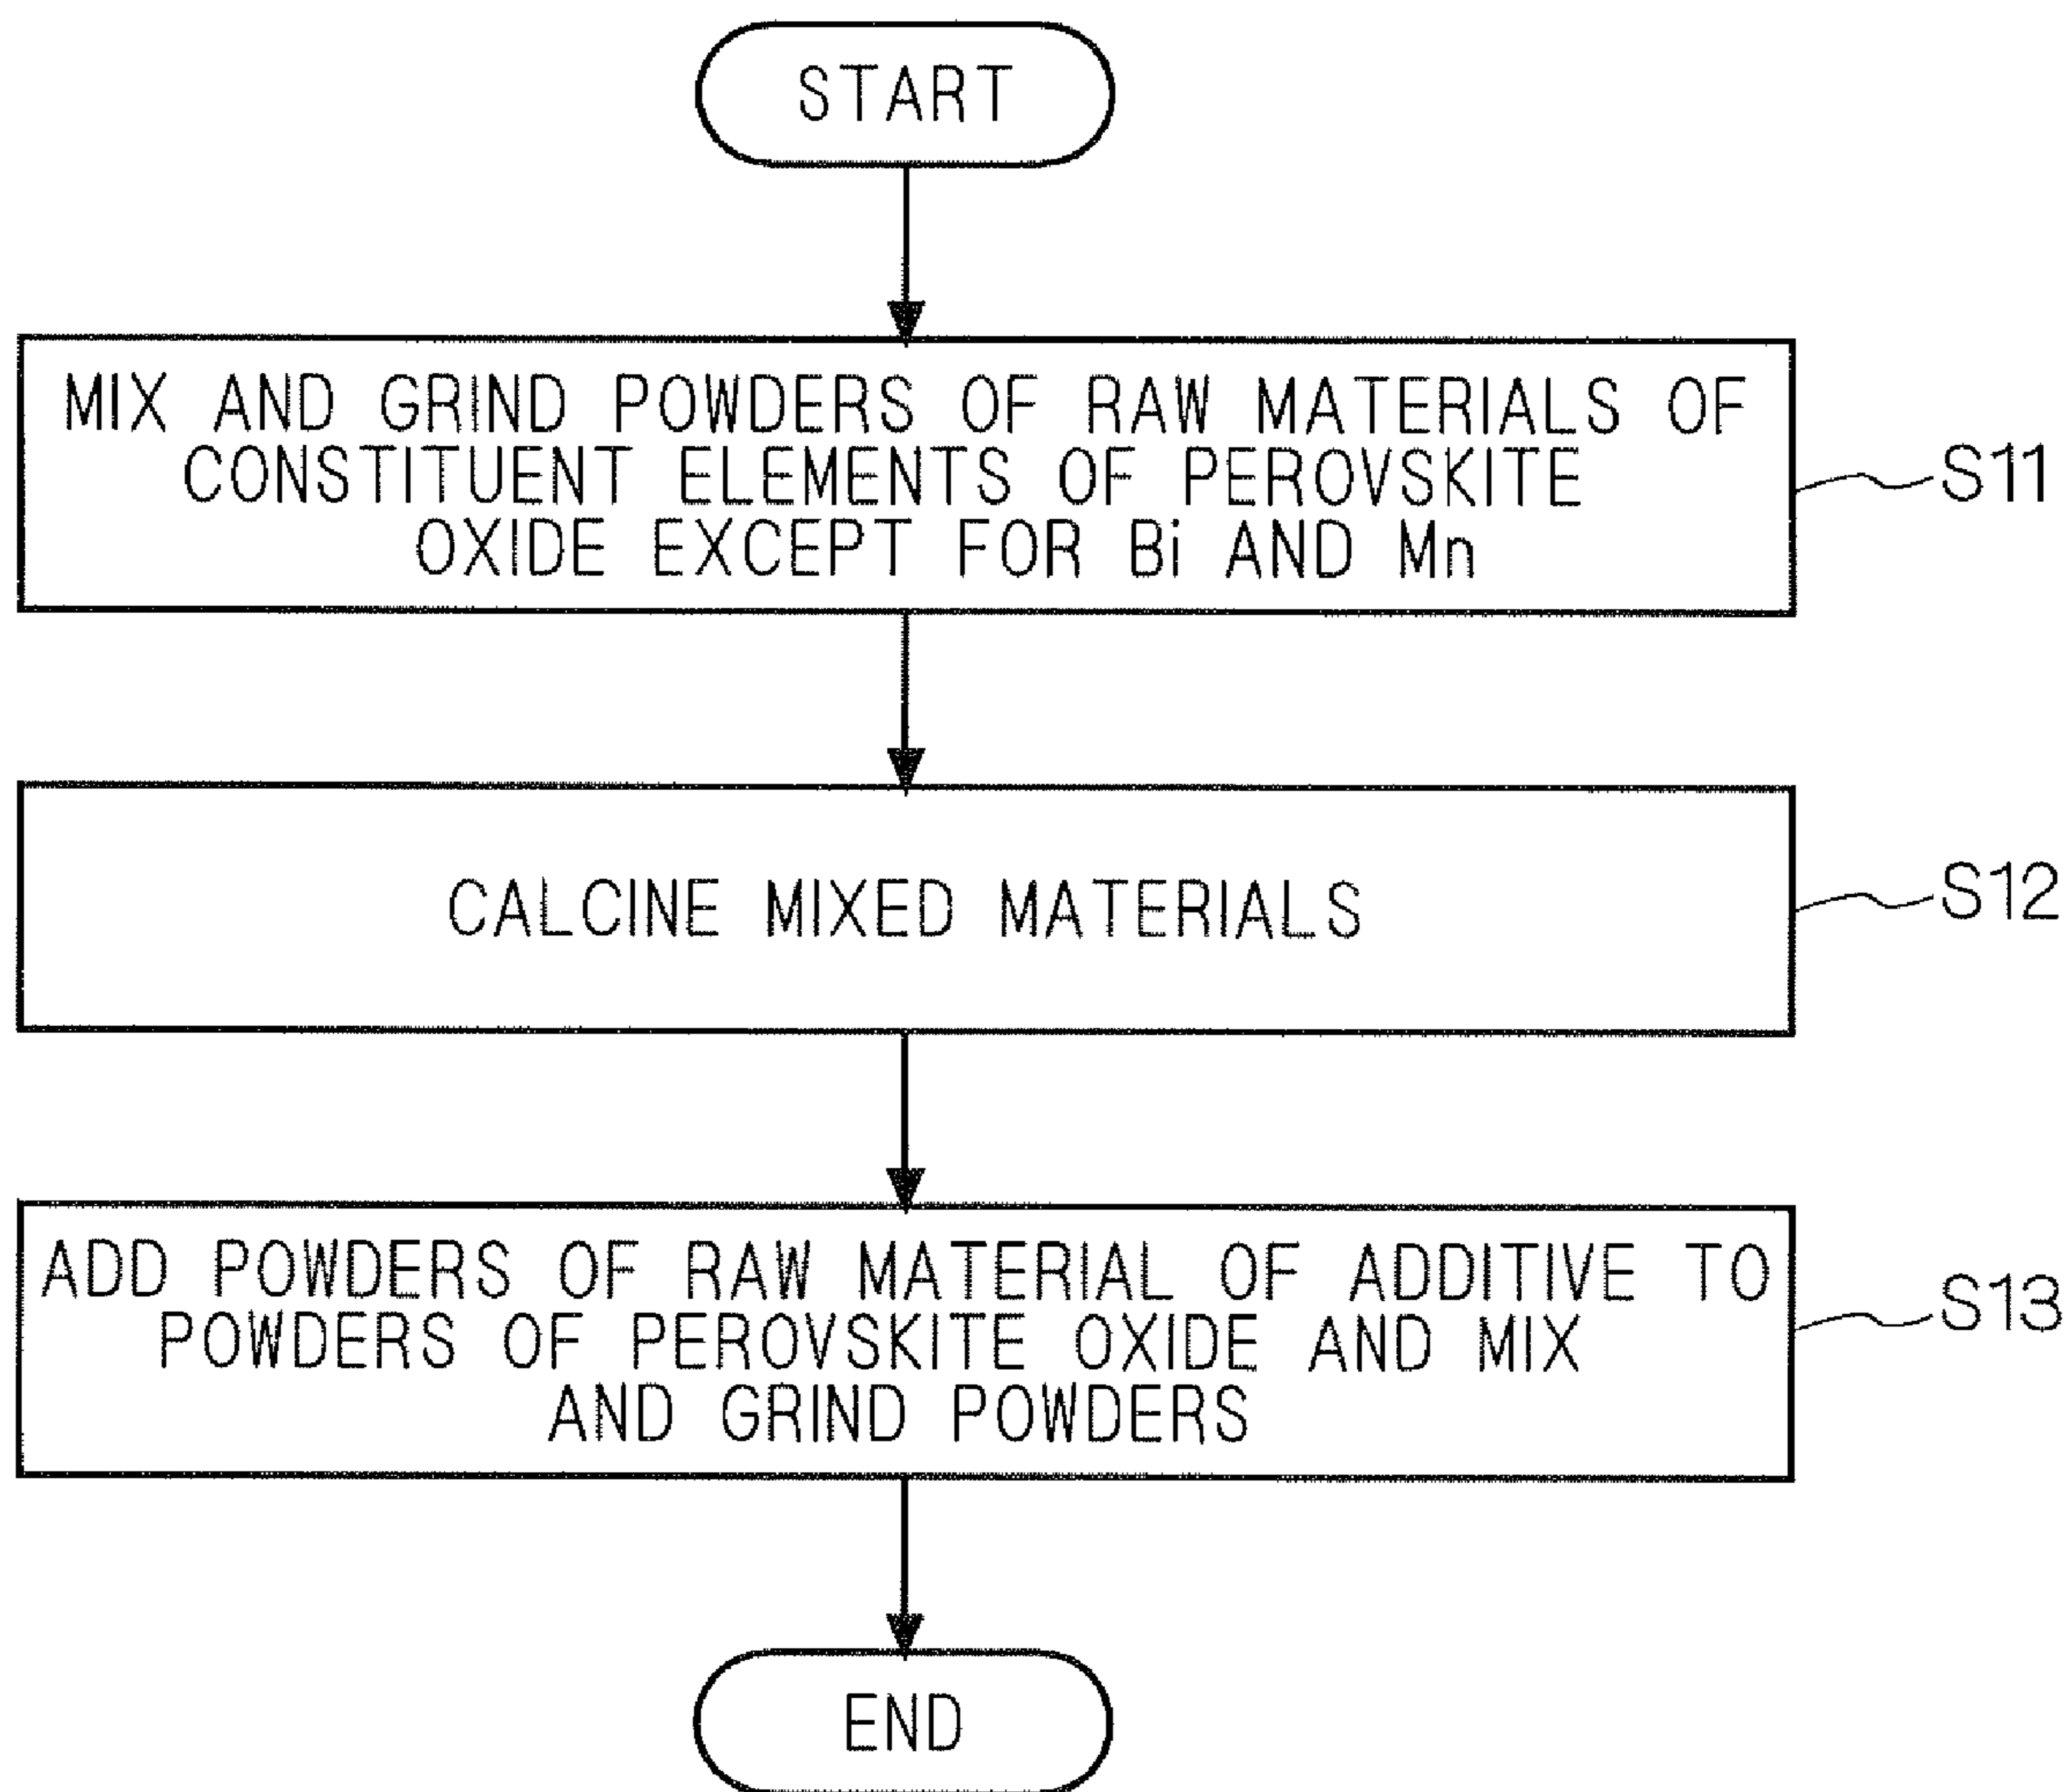 START
MIX AND GRIND POWDERS OF RAW MATERIALS OF
CONSTITUENT ELEMENTS OF PEROVSKITE
OXIDE EXCEPT FOR Bi AND Mn
S11
CALCINE MIXED MATERIALS
S12
ADD POWDERS OF RAW MATERIAL OF ADDITIVE TO
POWDERS OF PEROVSKITE OXIDE AND MIX
AND GRIND POWDERS
S13
END